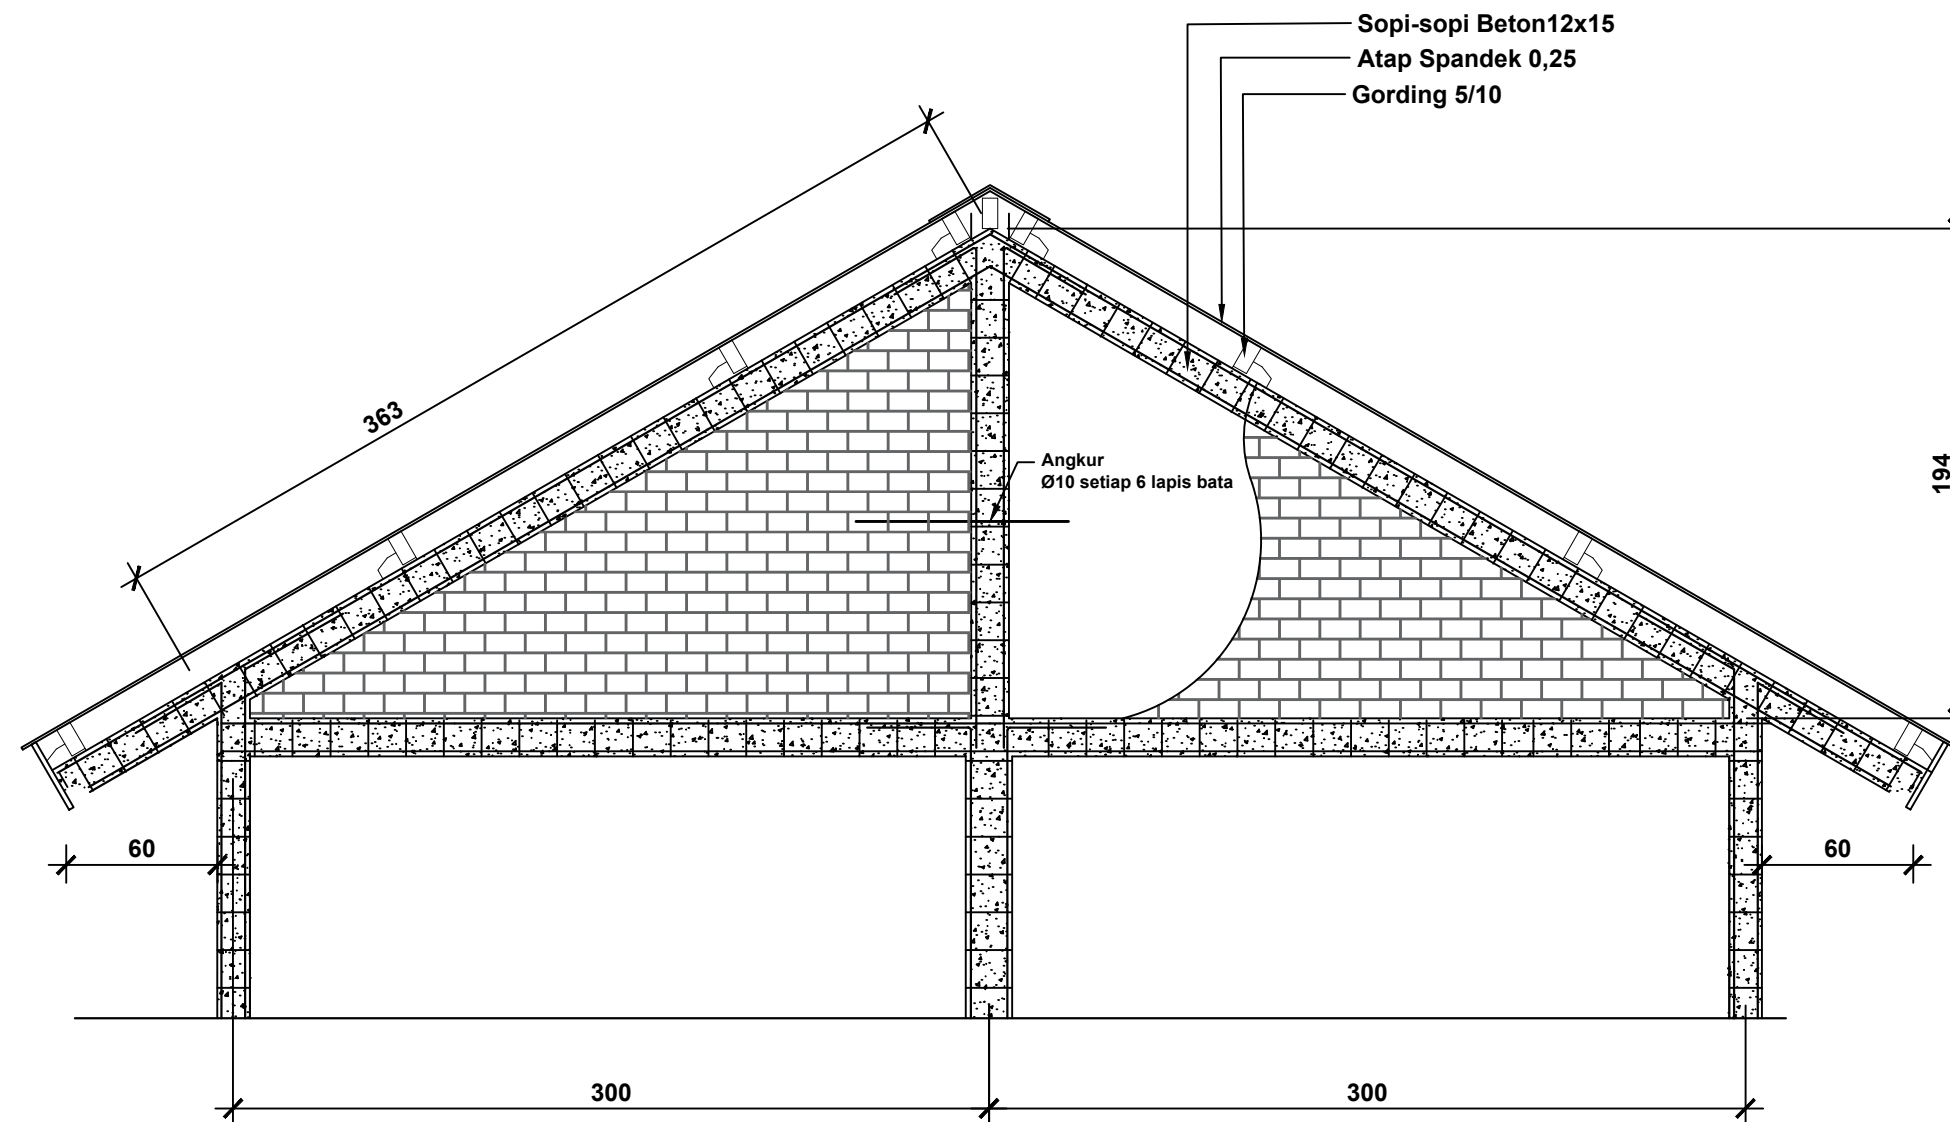 Sopi-sopi Beton12x15
Atap Spandek 0,25
Gording 5/10
363
Angkur
Ø10 setiap 6 lapis bata
194
60
60
300
300